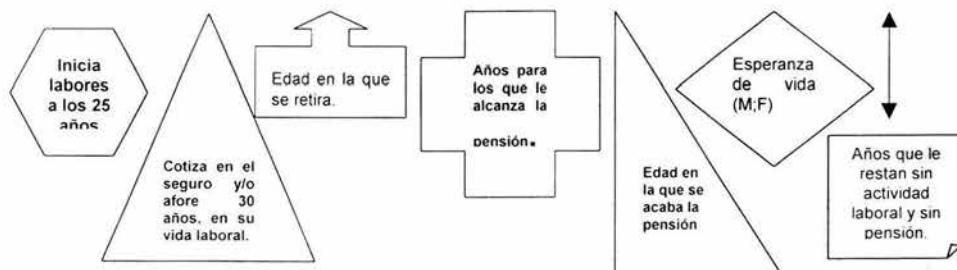 Inicia
labores
a los 25
años
Cotiza en el
seguro y/o
afore 30
años, en su
vida laboral.
Edad en la que
se retira.
Años para
los que le
alcanza la
pensión.
Edad en
la que se
acaba la
pensión
Esperanza
de vida
(M;F)
Años que le
restan sin
actividad
laboral y sin
pensión.